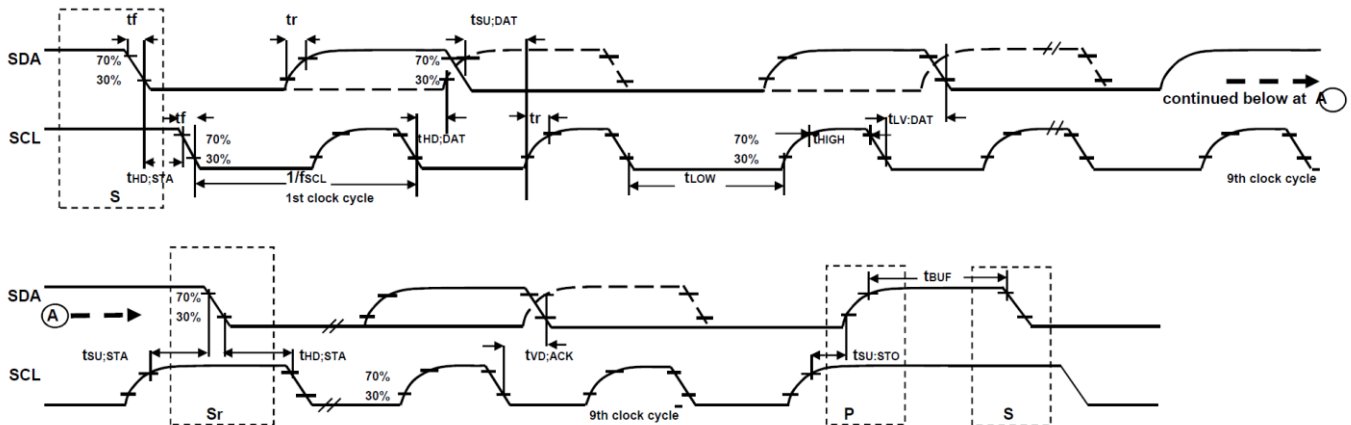 tf tr tSU;DAT
SDA 70% 70%
30% 30%
continued below at A
tf tHD;DAT tr tHIGH tLV:DAT
SCL 70% 70%
30% 30%
tHD;STA 1/fSCL tLOW
S 1st clock cycle 9th clock cycle
tBUF
SDA 70%
A 30%
tSU;STA tHD;STA tVD;ACK tSU:STO
SCL 70%
30%
Sr 9th clock cycle P S